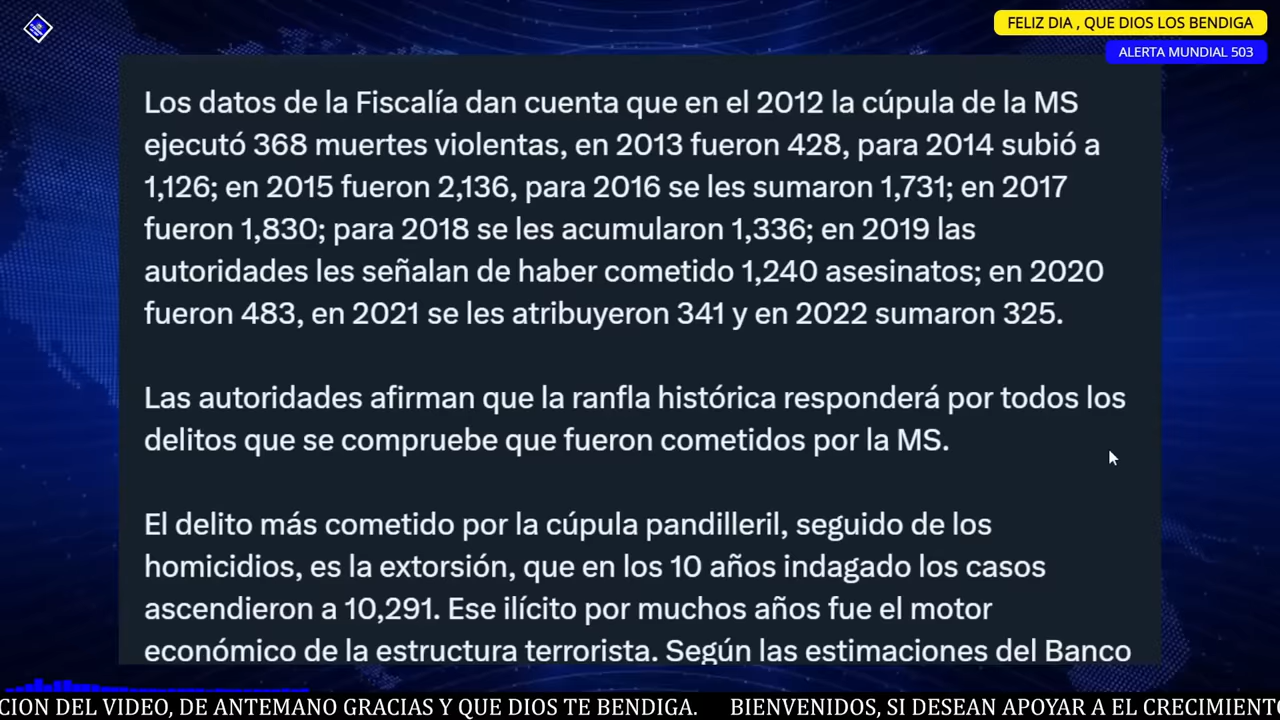 FELIZ DIA , QUE DIOS LOS BENDIGA
ALERTA MUNDIAL 503
Los datos de la Fiscalía dan cuenta que en el 2012 la cúpula de la MS
ejecutó 368 muertes violentas, en 2013 fueron 428, para 2014 subió a
1,126; en 2015 fueron 2,136, para 2016 se les sumaron 1,731; en 2017
fueron 1,830; para 2018 se les acumularon 1,336; en 2019 las
autoridades les señalan de haber cometido 1,240 asesinatos; en 2020
fueron 483, en 2021 se les atribuyeron 341 y en 2022 sumaron 325.
Las autoridades afirman que la ranfla histórica responderá por todos los
delitos que se compruebe que fueron cometidos por la MS.
El delito más cometido por la cúpula pandilleril, seguido de los
homicidios, es la extorsión, que en los 10 años indagado los casos
ascendieron a 10,291. Ese ilícito por muchos años fue el motor
económico de la estructura terrorista. Según las estimaciones del Banco
CION DEL VIDEO, DE ANTEMANO GRACIAS Y QUE DIOS TE BENDIGA. BIENVENIDOS, SI DESEAN APOYAR A EL CRECIMIENT